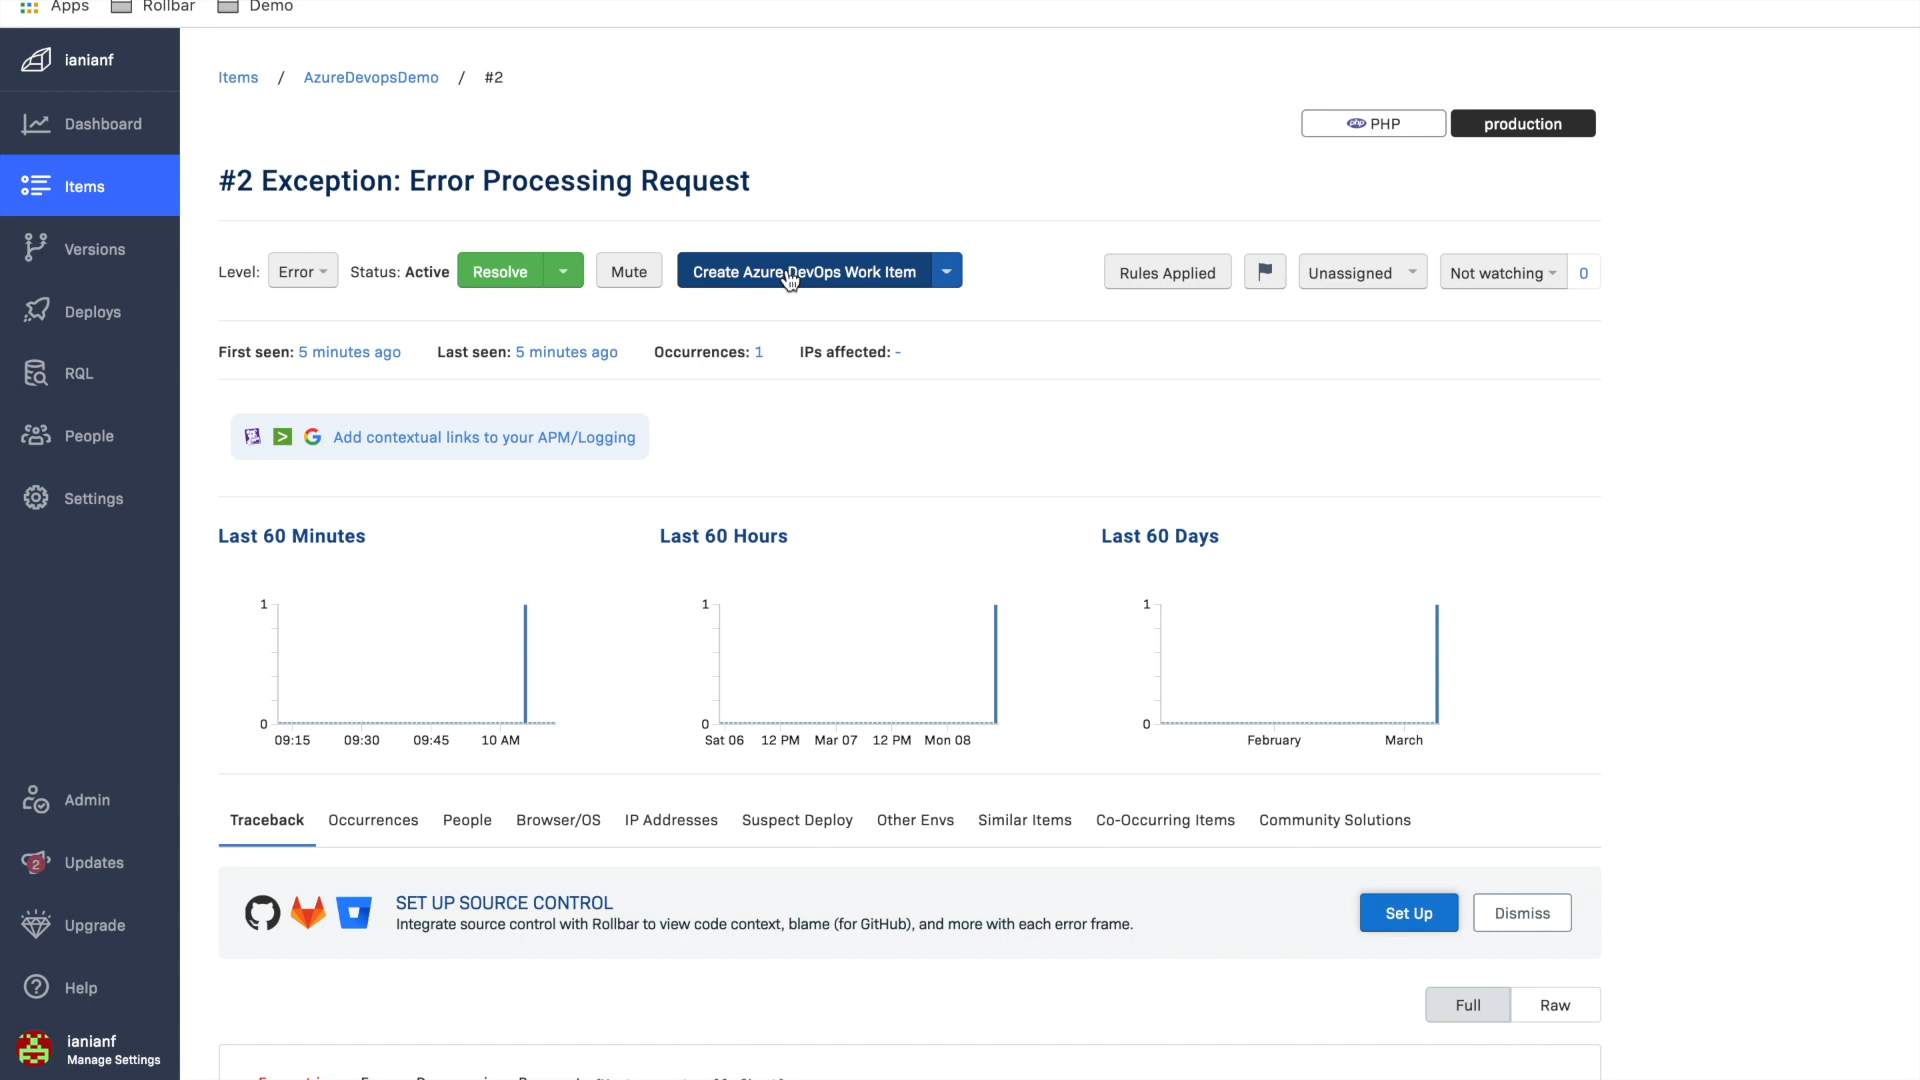 Apps Rollbar Demo
ianianf
Dashboard
Items
Versions
Deploys
RQL
People
Settings
Admin
2 Updates
Upgrade
Help
ianianf
Manage Settings
Items / AzureDevopsDemo / #2
php PHP production
#2 Exception: Error Processing Request
Level: Error Status: Active Resolve Mute Create Azure DevOps Work Item Rules Applied Unassigned Not watching 0
First seen: 5 minutes ago Last seen: 5 minutes ago Occurrences: 1 IPs affected: -
Add contextual links to your APM/Logging
Last 60 Minutes Last 60 Hours Last 60 Days
1 1 1
0 0 0
09:15 09:30 09:45 10 AM Sat 06 12 PM Mar 07 12 PM Mon 08 February March
Traceback Occurrences People Browser/OS IP Addresses Suspect Deploy Other Envs Similar Items Co-Occurring Items Community Solutions
SET UP SOURCE CONTROL
Integrate source control with Rollbar to view code context, blame (for GitHub), and more with each error frame.
Set Up Dismiss
Full Raw